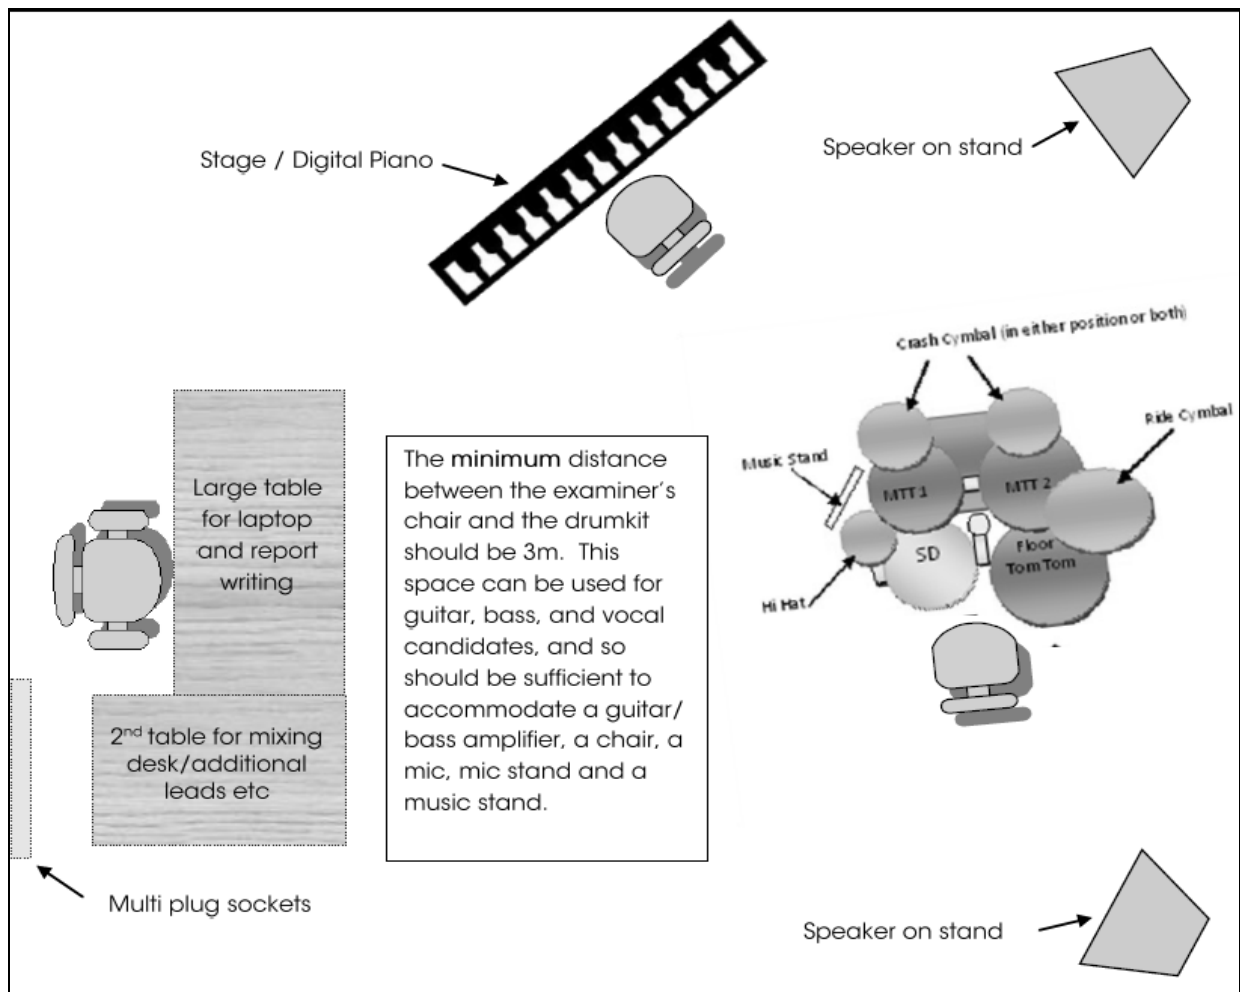 Stage / Digital Piano
Speaker on stand
Crash Cymbal (in either position or both)
Ride Cymbal
Music Stand
MTT 1
MTT 2
SD
Floor
Tom Tom
Hi Hat
Large table
for laptop
and report
writing
The minimum distance
between the examiner's
chair and the drumkit
should be 3m.  This
space can be used for
guitar, bass, and vocal
candidates, and so
should be sufficient to
accommodate a guitar/
bass amplifier, a chair, a
mic, mic stand and a
music stand.
2nd table for mixing
desk/additional
leads etc
Multi plug sockets
Speaker on stand